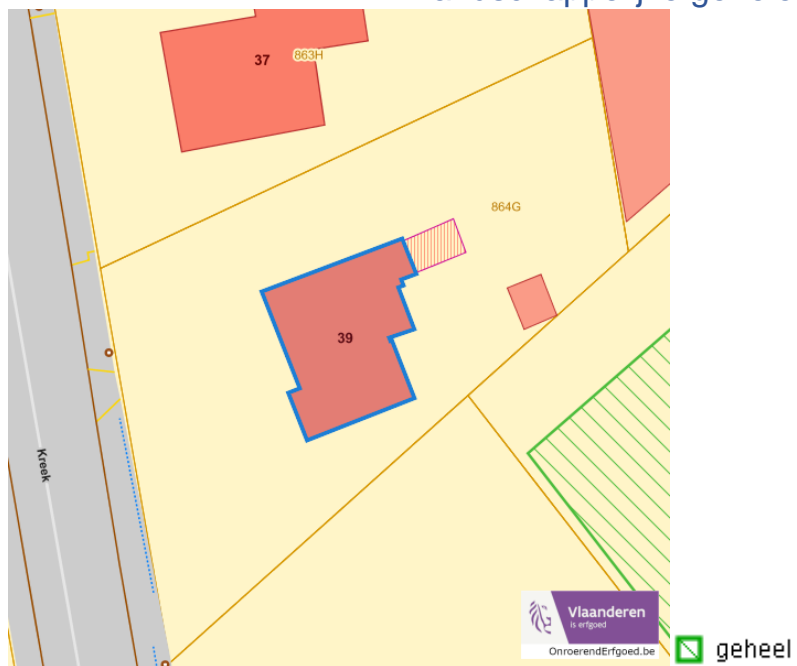 37
863H
864G
39
Kreek
Vlaanderen
is erfgoed
OnroerendErfgoed.be
geheel